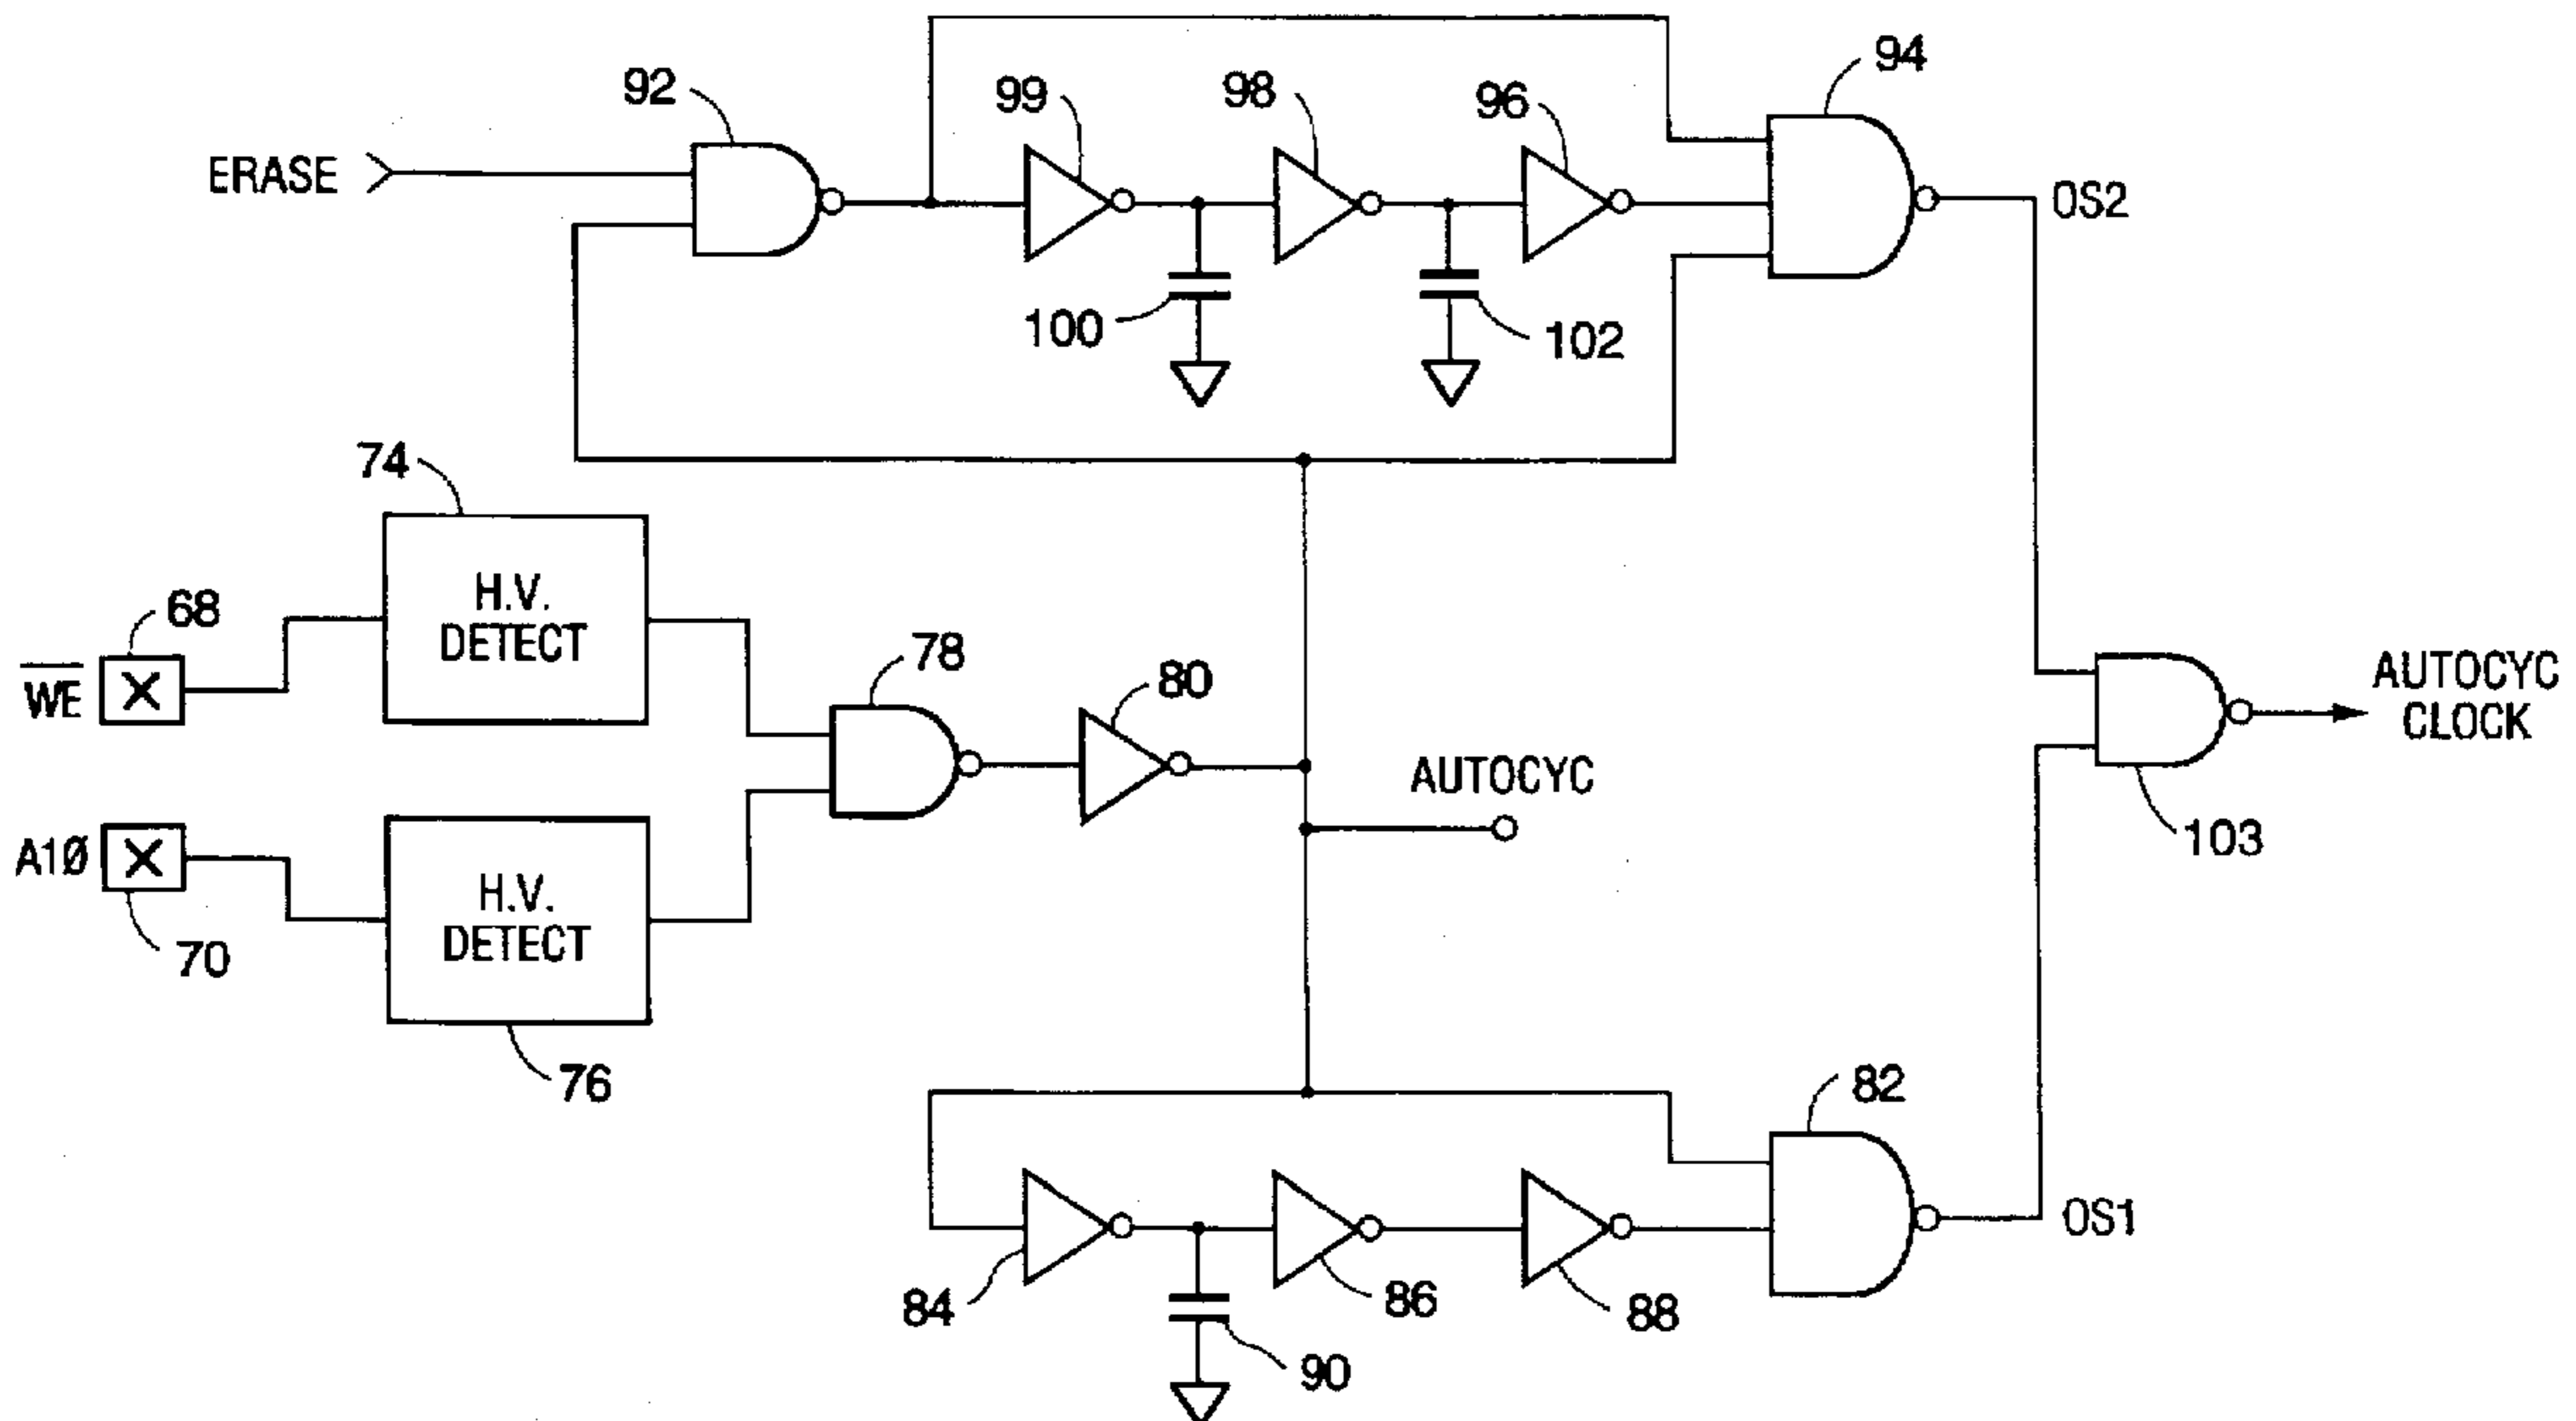 94
92
99
98
96
ERASE
OS2
100
102
74
H.V.
DETECT
68
WE
78
80
AUTOCYC
CLOCK
AUTOCYC
103
A1Ø
70
H.V.
DETECT
76
82
OS1
84
86
88
90